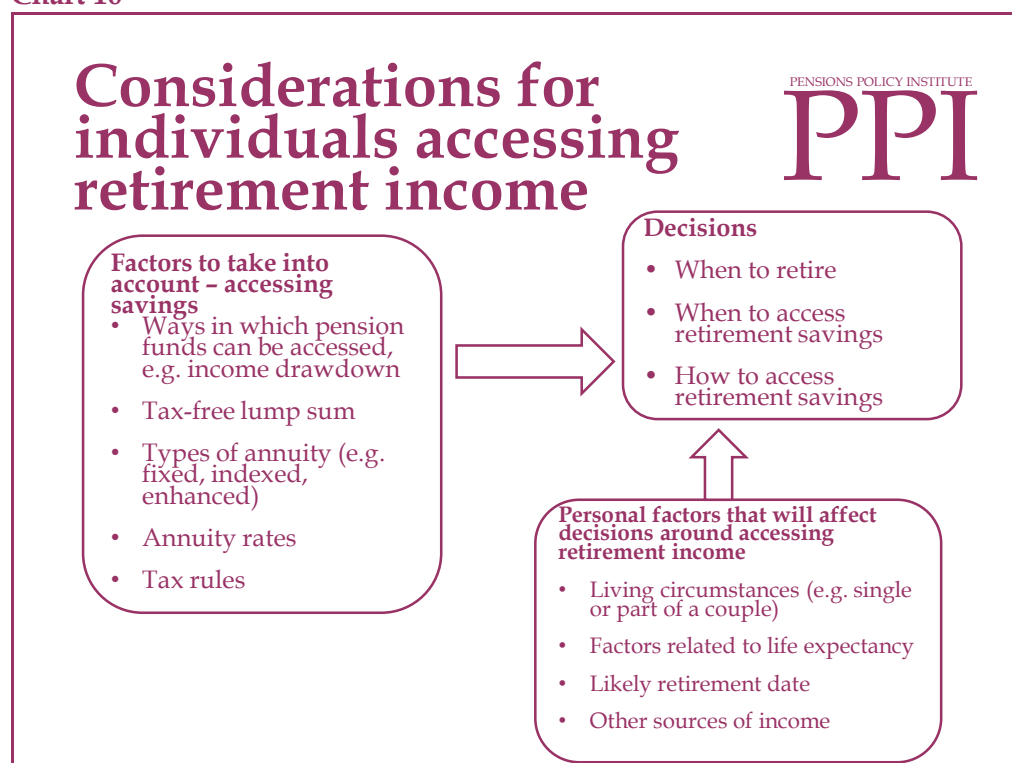 Considerations for
individuals accessing
retirement income
PENSIONS POLICY INSTITUTE
PPI
Factors to take into
account – accessing
savings
• Ways in which pension
funds can be accessed,
e.g. income drawdown
• Tax-free lump sum
• Types of annuity (e.g.
fixed, indexed,
enhanced)
• Annuity rates
• Tax rules
Decisions
• When to retire
• When to access
retirement savings
• How to access
retirement savings
Personal factors that will affect
decisions around accessing
retirement income
• Living circumstances (e.g. single
or part of a couple)
• Factors related to life expectancy
• Likely retirement date
• Other sources of income